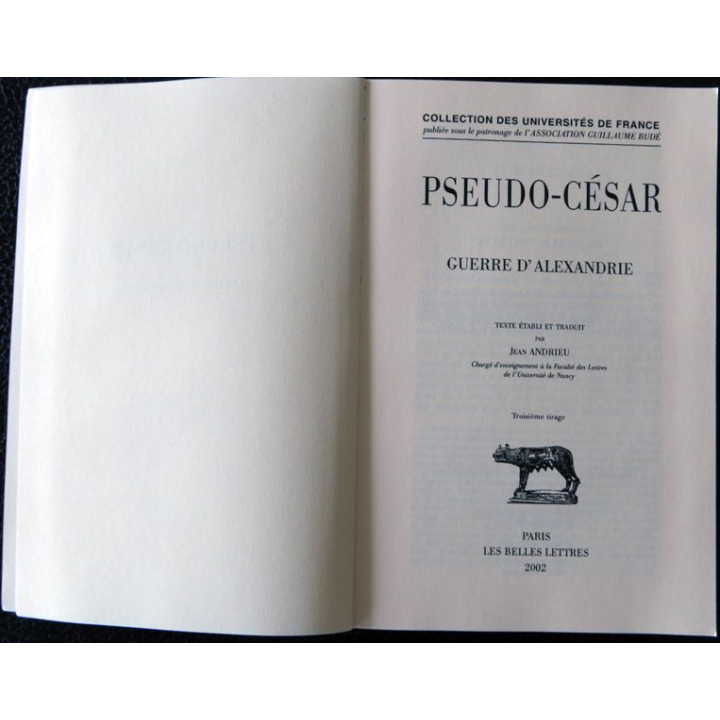 COLLECTION DES UNIVERSITÉS DE FRANCE
publiée sous le patronage de l'ASSOCIATION GUILLAUME BUDÉ
PSEUDO-CÉSAR
GUERRE D'ALEXANDRIE
TEXTE ÉTABLI ET TRADUIT
PAR
JEAN ANDRIEU
Chargé d'enseignement à la Faculté des Lettres
de l'Université de Nancy
Troisième tirage
PARIS
LES BELLES LETTRES
2002